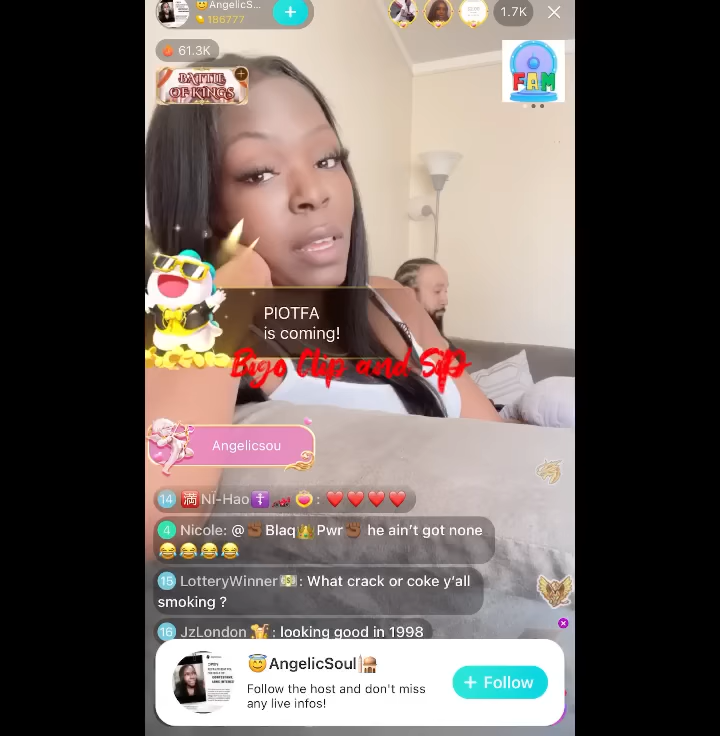 AngelicS...
186777
1.7K
61.3K
BATTLE
OF KINGS
FAM
PIOTFA
is coming!
Bigo Clip and Sip
Angelicsou
14 満 Ni-Hao : ❤️❤️❤️❤️
4 Nicole: @✊🏾Blaq👑Pwr✊🏾 he ain't got none
😂😂😂😂
15 LotteryWinner💵: What crack or coke y'all
smoking ?
16 JzLondon : looking good in 1998
😇AngelicSoul🕌
Follow the host and don't miss
any live infos!
+ Follow